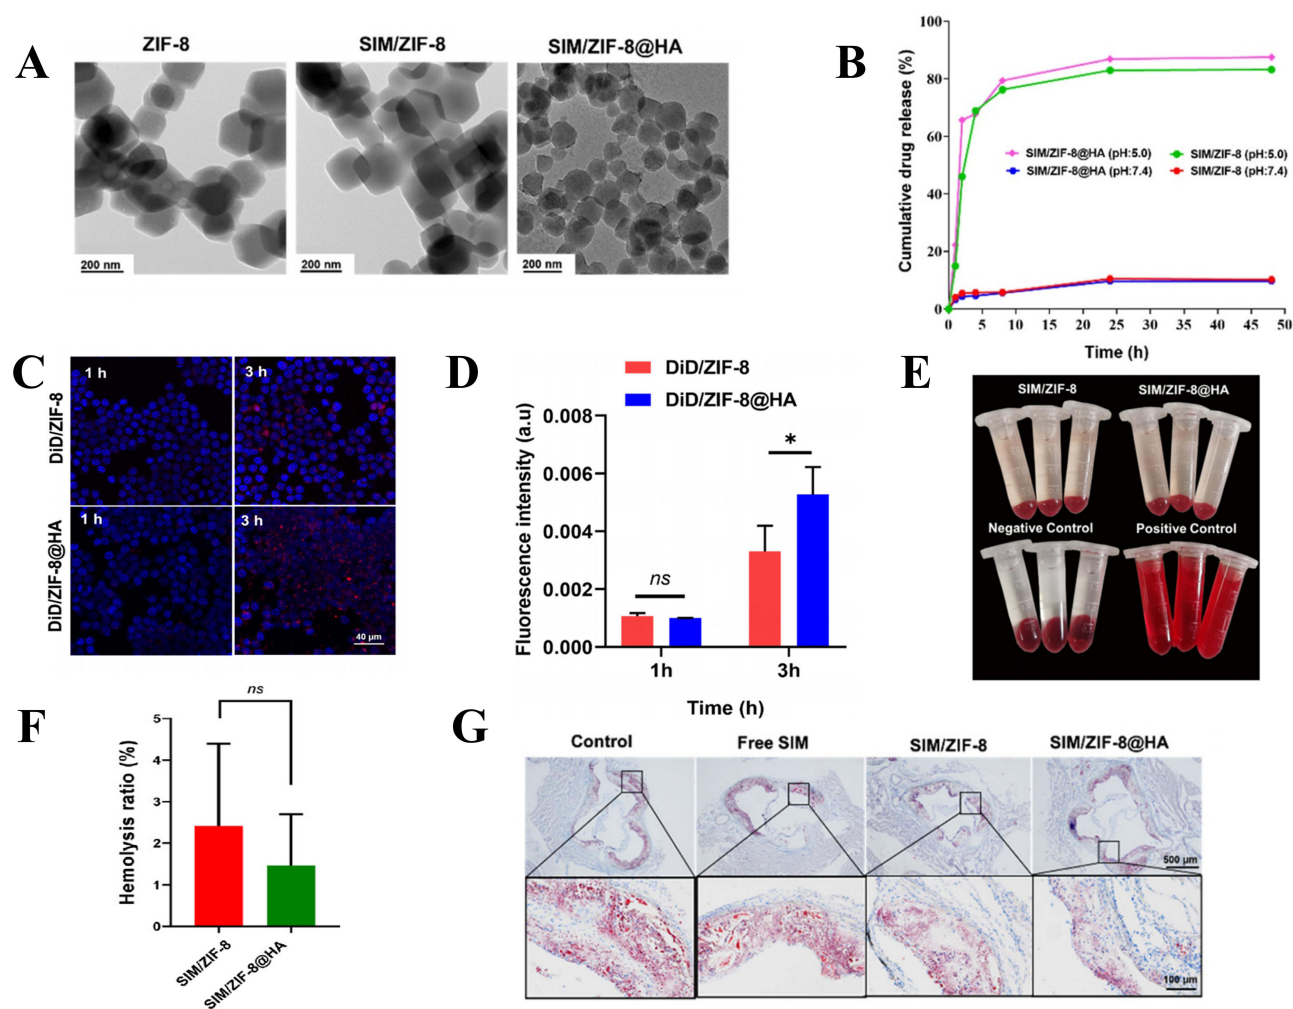 A
ZIF-8
SIM/ZIF-8
SIM/ZIF-8@HA
200 nm
200 nm
200 nm
B
Cumulative drug release (%)
100
80
60
40
20
0
SIM/ZIF-8@HA (pH:5.0)
SIM/ZIF-8 (pH:5.0)
SIM/ZIF-8@HA (pH:7.4)
SIM/ZIF-8 (pH:7.4)
0 5 10 15 20 25 30 35 40 45 50
Time (h)
C
DiD/ZIF-8
1 h
3 h
DiD/ZIF-8@HA
1 h
3 h
40 μm
D
DiD/ZIF-8
DiD/ZIF-8@HA
Fluorescence intensity (a.u)
0.008
0.006
0.004
0.002
0.000
ns
*
1h
3h
Time (h)
E
SIM/ZIF-8
SIM/ZIF-8@HA
Negative Control
Positive Control
F
Hemolysis ratio (%)
5
4
3
2
1
0
ns
SIM/ZIF-8
SIM/ZIF-8@HA
G
Control
Free SIM
SIM/ZIF-8
SIM/ZIF-8@HA
500 μm
100 μm